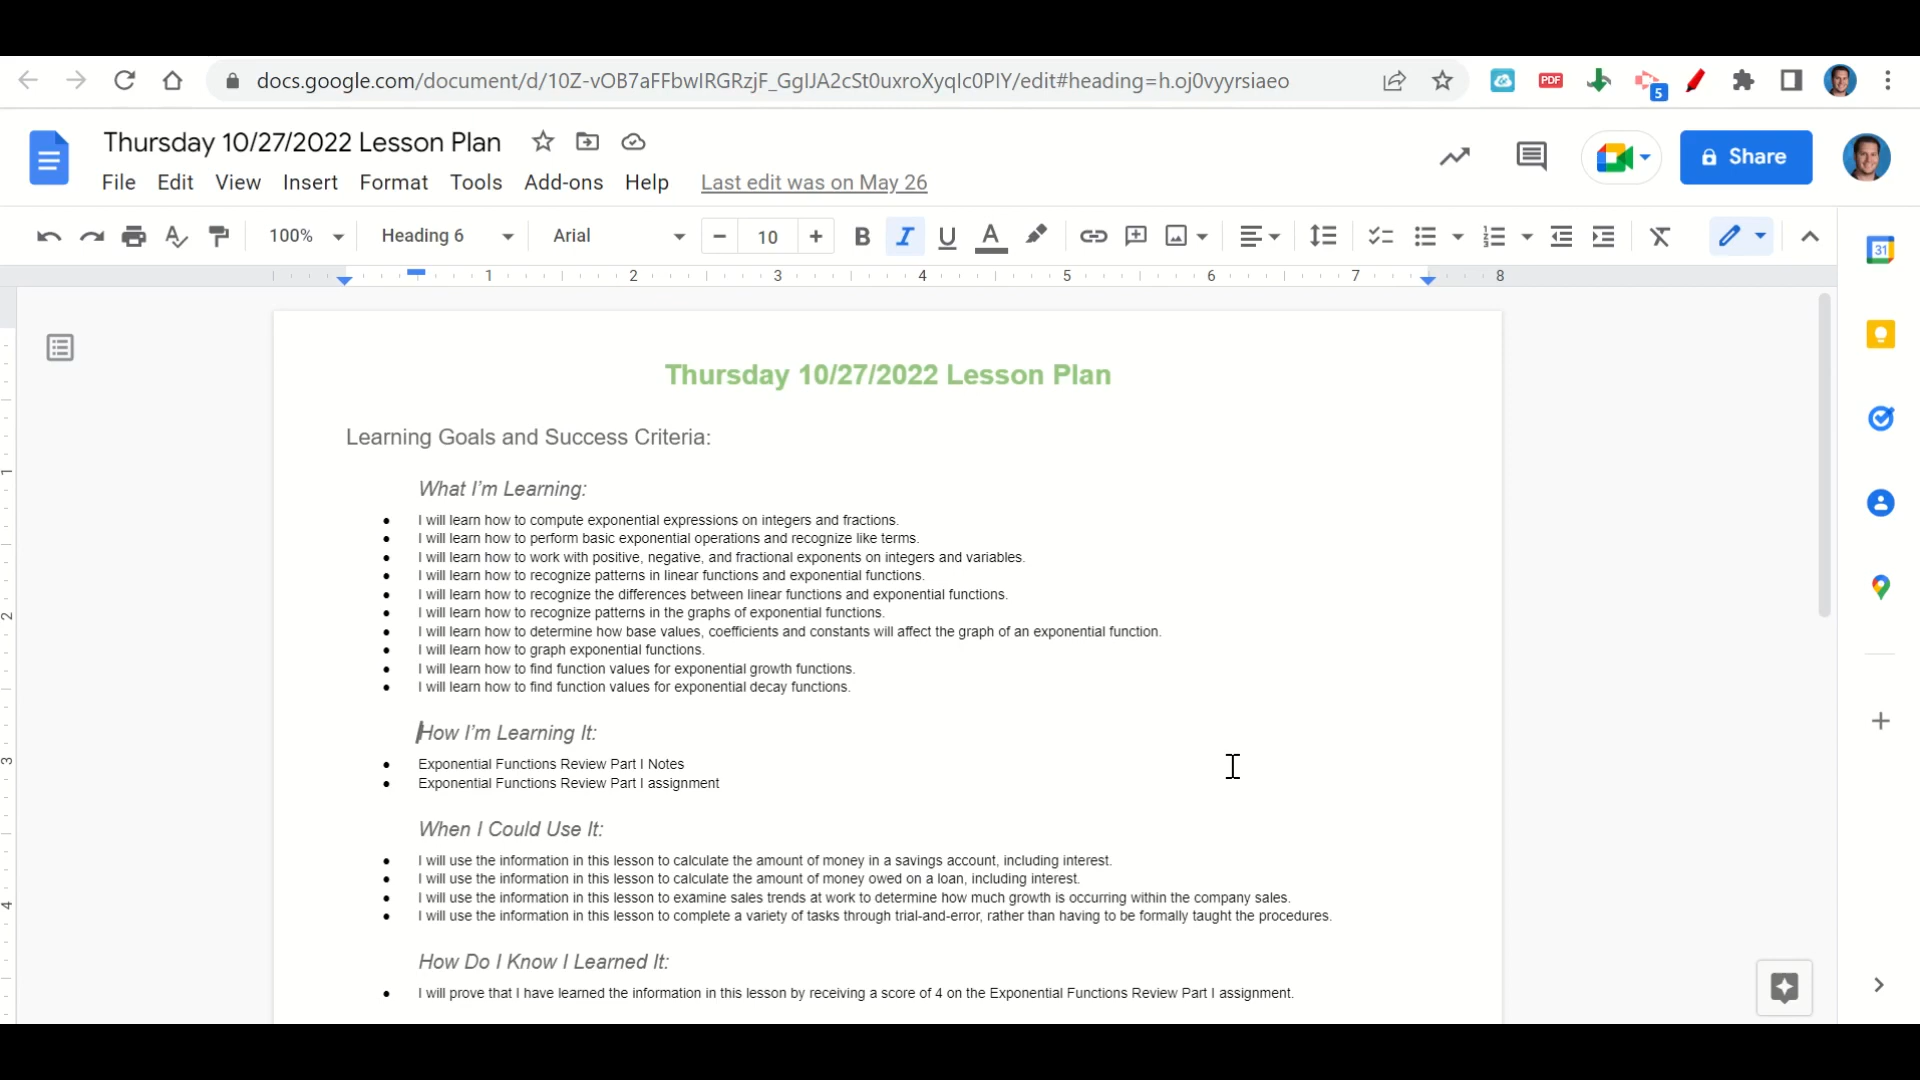 docs.google.com/document/d/10Z-vOB7aFFbwIRGRzjF_GgIJA2cSt0uxroXyqIc0PIY/edit#heading=h.oj0vyyrsiaeo
PDF
5
Thursday 10/27/2022 Lesson Plan
File Edit View Insert Format Tools Add-ons Help Last edit was on May 26
Share
100% Heading 6 Arial 10 B I U A
31
1 2 3 4 5 6 7 8
Thursday 10/27/2022 Lesson Plan
Learning Goals and Success Criteria:
What I'm Learning:
● I will learn how to compute exponential expressions on integers and fractions.
● I will learn how to perform basic exponential operations and recognize like terms.
● I will learn how to work with positive, negative, and fractional exponents on integers and variables.
● I will learn how to recognize patterns in linear functions and exponential functions.
● I will learn how to recognize the differences between linear functions and exponential functions.
● I will learn how to recognize patterns in the graphs of exponential functions.
● I will learn how to determine how base values, coefficients and constants will affect the graph of an exponential function.
● I will learn how to graph exponential functions.
● I will learn how to find function values for exponential growth functions.
● I will learn how to find function values for exponential decay functions.
How I'm Learning It:
● Exponential Functions Review Part I Notes
● Exponential Functions Review Part I assignment
When I Could Use It:
● I will use the information in this lesson to calculate the amount of money in a savings account, including interest.
● I will use the information in this lesson to calculate the amount of money owed on a loan, including interest.
● I will use the information in this lesson to examine sales trends at work to determine how much growth is occurring within the company sales.
● I will use the information in this lesson to complete a variety of tasks through trial-and-error, rather than having to be formally taught the procedures.
How Do I Know I Learned It:
● I will prove that I have learned the information in this lesson by receiving a score of 4 on the Exponential Functions Review Part I assignment.
1
2
3
4